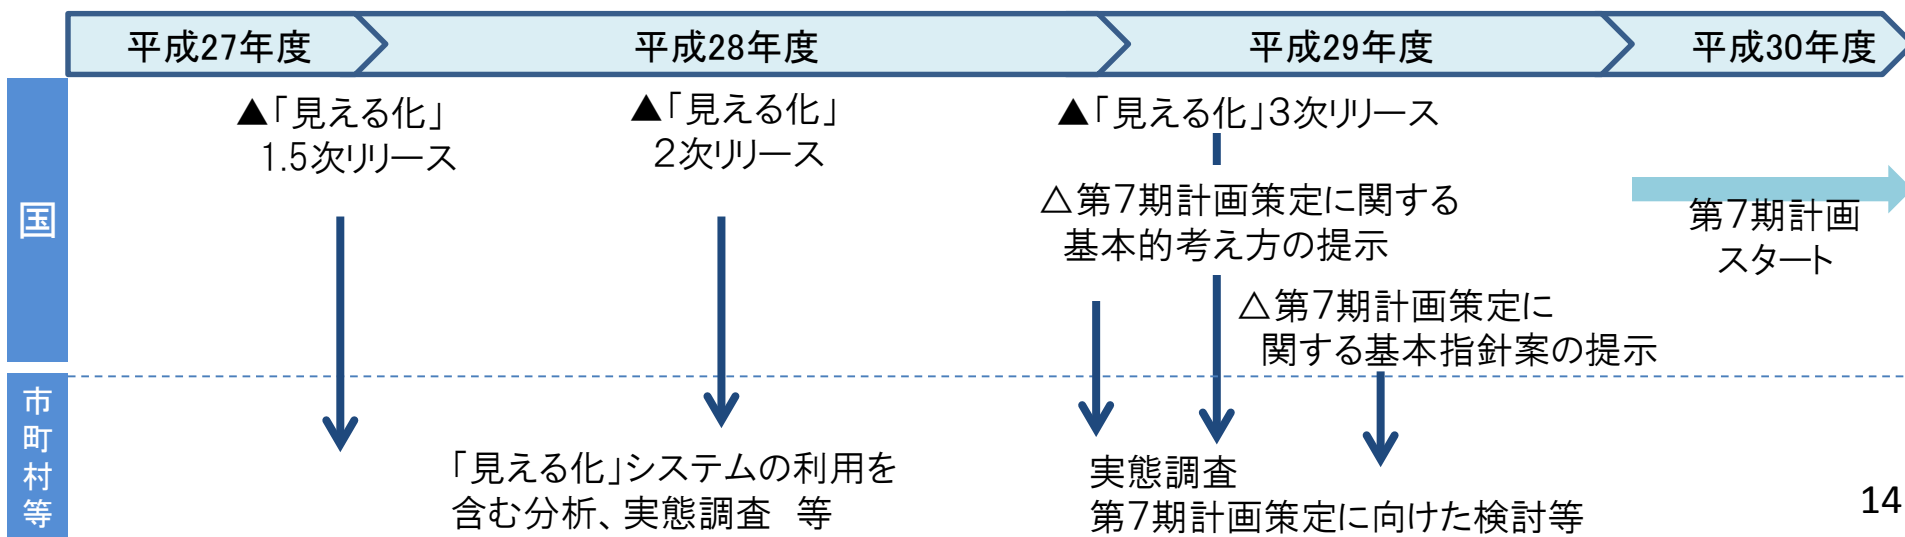 平成27年度
平成28年度
平成29年度
平成30年度
国
▲「見える化」
1.5次リリース
▲「見える化」
2次リリース
▲「見える化」3次リリース
△第7期計画策定に関する
基本的考え方の提示
△第7期計画策定に
関する基本指針案の提示
第7期計画
スタート
市町村等
「見える化」システムの利用を
含む分析、実態調査　等
実態調査
第7期計画策定に向けた検討等
14